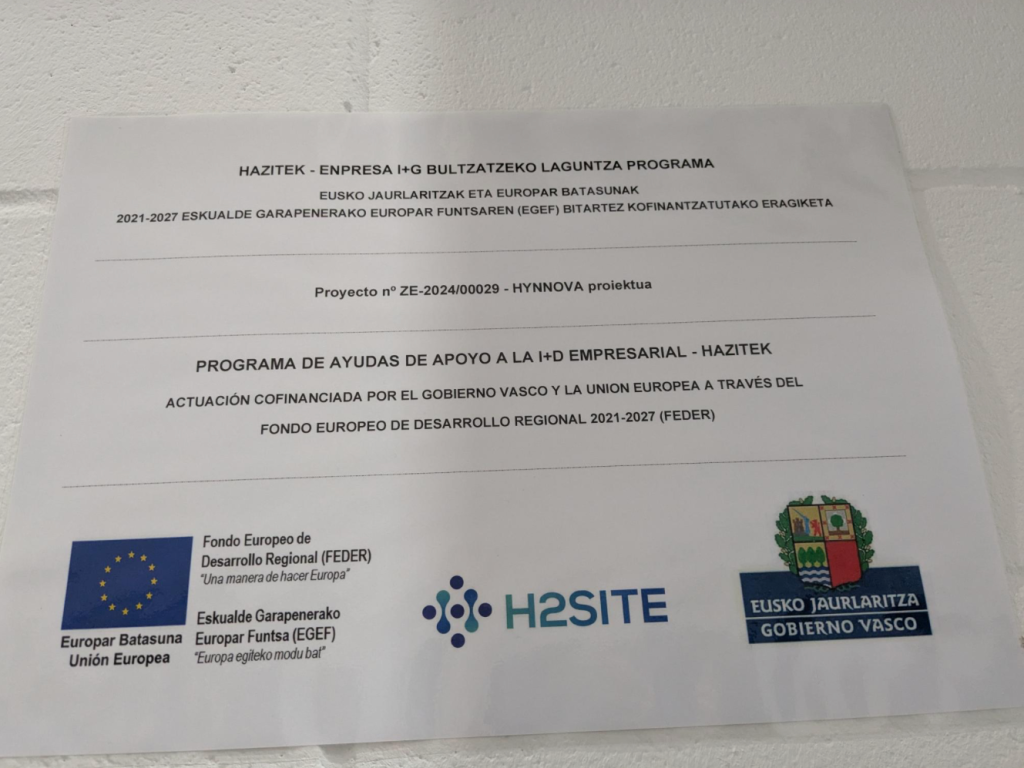 HAZITEK - ENPRESA I+G BULTZATZEKO LAGUNTZA PROGRAMA
EUSKO JAURLARITZAK ETA EUROPAR BATASUNAK
2021-2027 ESKUALDE GARAPENERAKO EUROPAR FUNTSAREN (EGEF) BITARTEZ KOFINANTZATUTAKO ERAGIKETA
Proyecto nº ZE-2024/00029 - HYNNOVA proiektua
PROGRAMA DE AYUDAS DE APOYO A LA I+D EMPRESARIAL - HAZITEK
ACTUACIÓN COFINANCIADA POR EL GOBIERNO VASCO Y LA UNION EUROPEA A TRAVÉS DEL
FONDO EUROPEO DE DESARROLLO REGIONAL 2021-2027 (FEDER)
Fondo Europeo de
Desarrollo Regional (FEDER)
"Una manera de hacer Europa"
Eskualde Garapenerako
Europar Funtsa (EGEF)
"Europa egiteko modu bat"
Europar Batasuna
Unión Europea
H2SITE
EUSKO JAURLARITZA
GOBIERNO VASCO